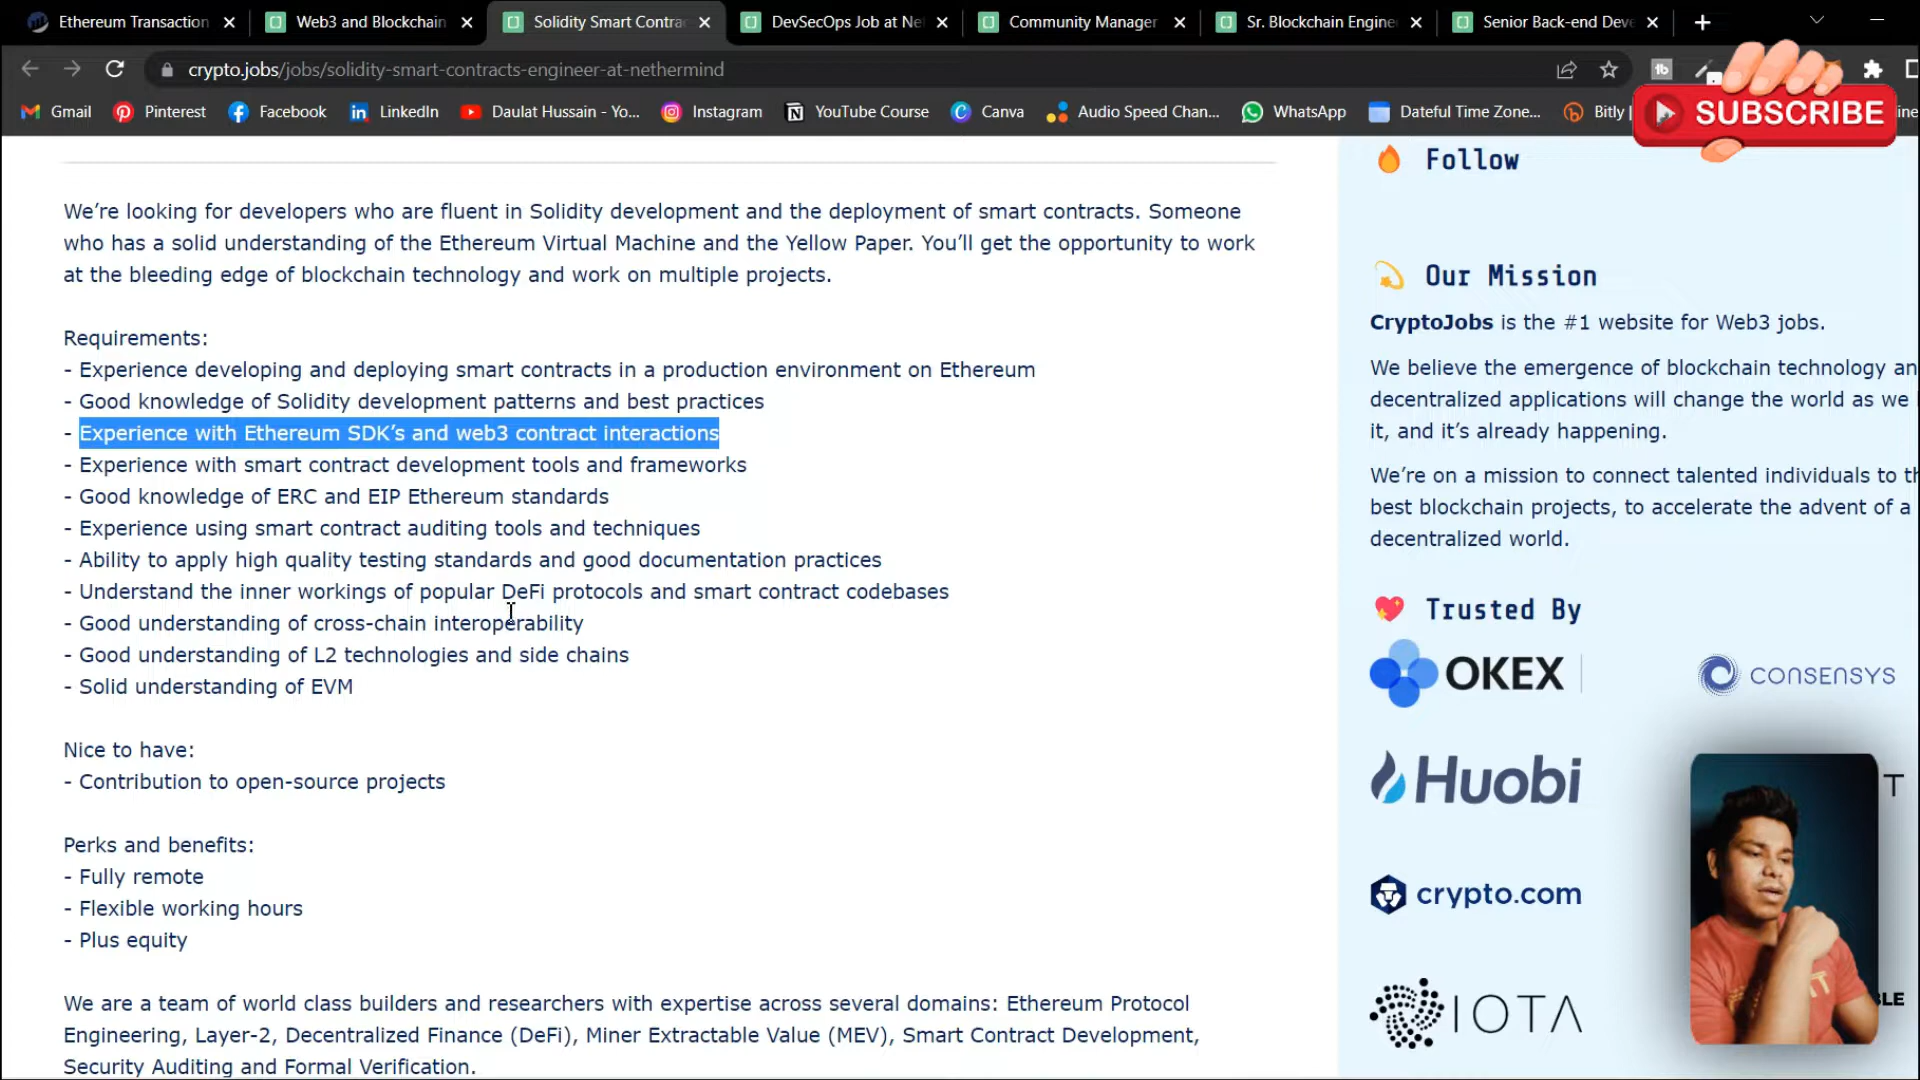 Ethereum Transaction
Web3 and Blockchain
Solidity Smart Contra
DevSecOps Job at Ne
Community Manager
Sr. Blockchain Engine
Senior Back-end Deve
crypto.jobs/jobs/solidity-smart-contracts-engineer-at-nethermind
Gmail
Pinterest
Facebook
LinkedIn
Daulat Hussain - Yo...
Instagram
YouTube Course
Canva
Audio Speed Chan...
WhatsApp
Dateful Time Zone...
Bitly |
SUBSCRIBE
We’re looking for developers who are fluent in Solidity development and the deployment of smart contracts. Someone
who has a solid understanding of the Ethereum Virtual Machine and the Yellow Paper. You’ll get the opportunity to work
at the bleeding edge of blockchain technology and work on multiple projects.
Requirements:
- Experience developing and deploying smart contracts in a production environment on Ethereum
- Good knowledge of Solidity development patterns and best practices
- Experience with Ethereum SDK’s and web3 contract interactions
- Experience with smart contract development tools and frameworks
- Good knowledge of ERC and EIP Ethereum standards
- Experience using smart contract auditing tools and techniques
- Ability to apply high quality testing standards and good documentation practices
- Understand the inner workings of popular DeFi protocols and smart contract codebases
- Good understanding of cross-chain interoperability
- Good understanding of L2 technologies and side chains
- Solid understanding of EVM
Nice to have:
- Contribution to open-source projects
Perks and benefits:
- Fully remote
- Flexible working hours
- Plus equity
We are a team of world class builders and researchers with expertise across several domains: Ethereum Protocol
Engineering, Layer-2, Decentralized Finance (DeFi), Miner Extractable Value (MEV), Smart Contract Development,
Security Auditing and Formal Verification.
Follow
Our Mission
CryptoJobs is the #1 website for Web3 jobs.
We believe the emergence of blockchain technology an
decentralized applications will change the world as we
it, and it’s already happening.
We’re on a mission to connect talented individuals to th
best blockchain projects, to accelerate the advent of a
decentralized world.
Trusted By
OKEX
CONSENSYS
Huobi
crypto.com
IOTA